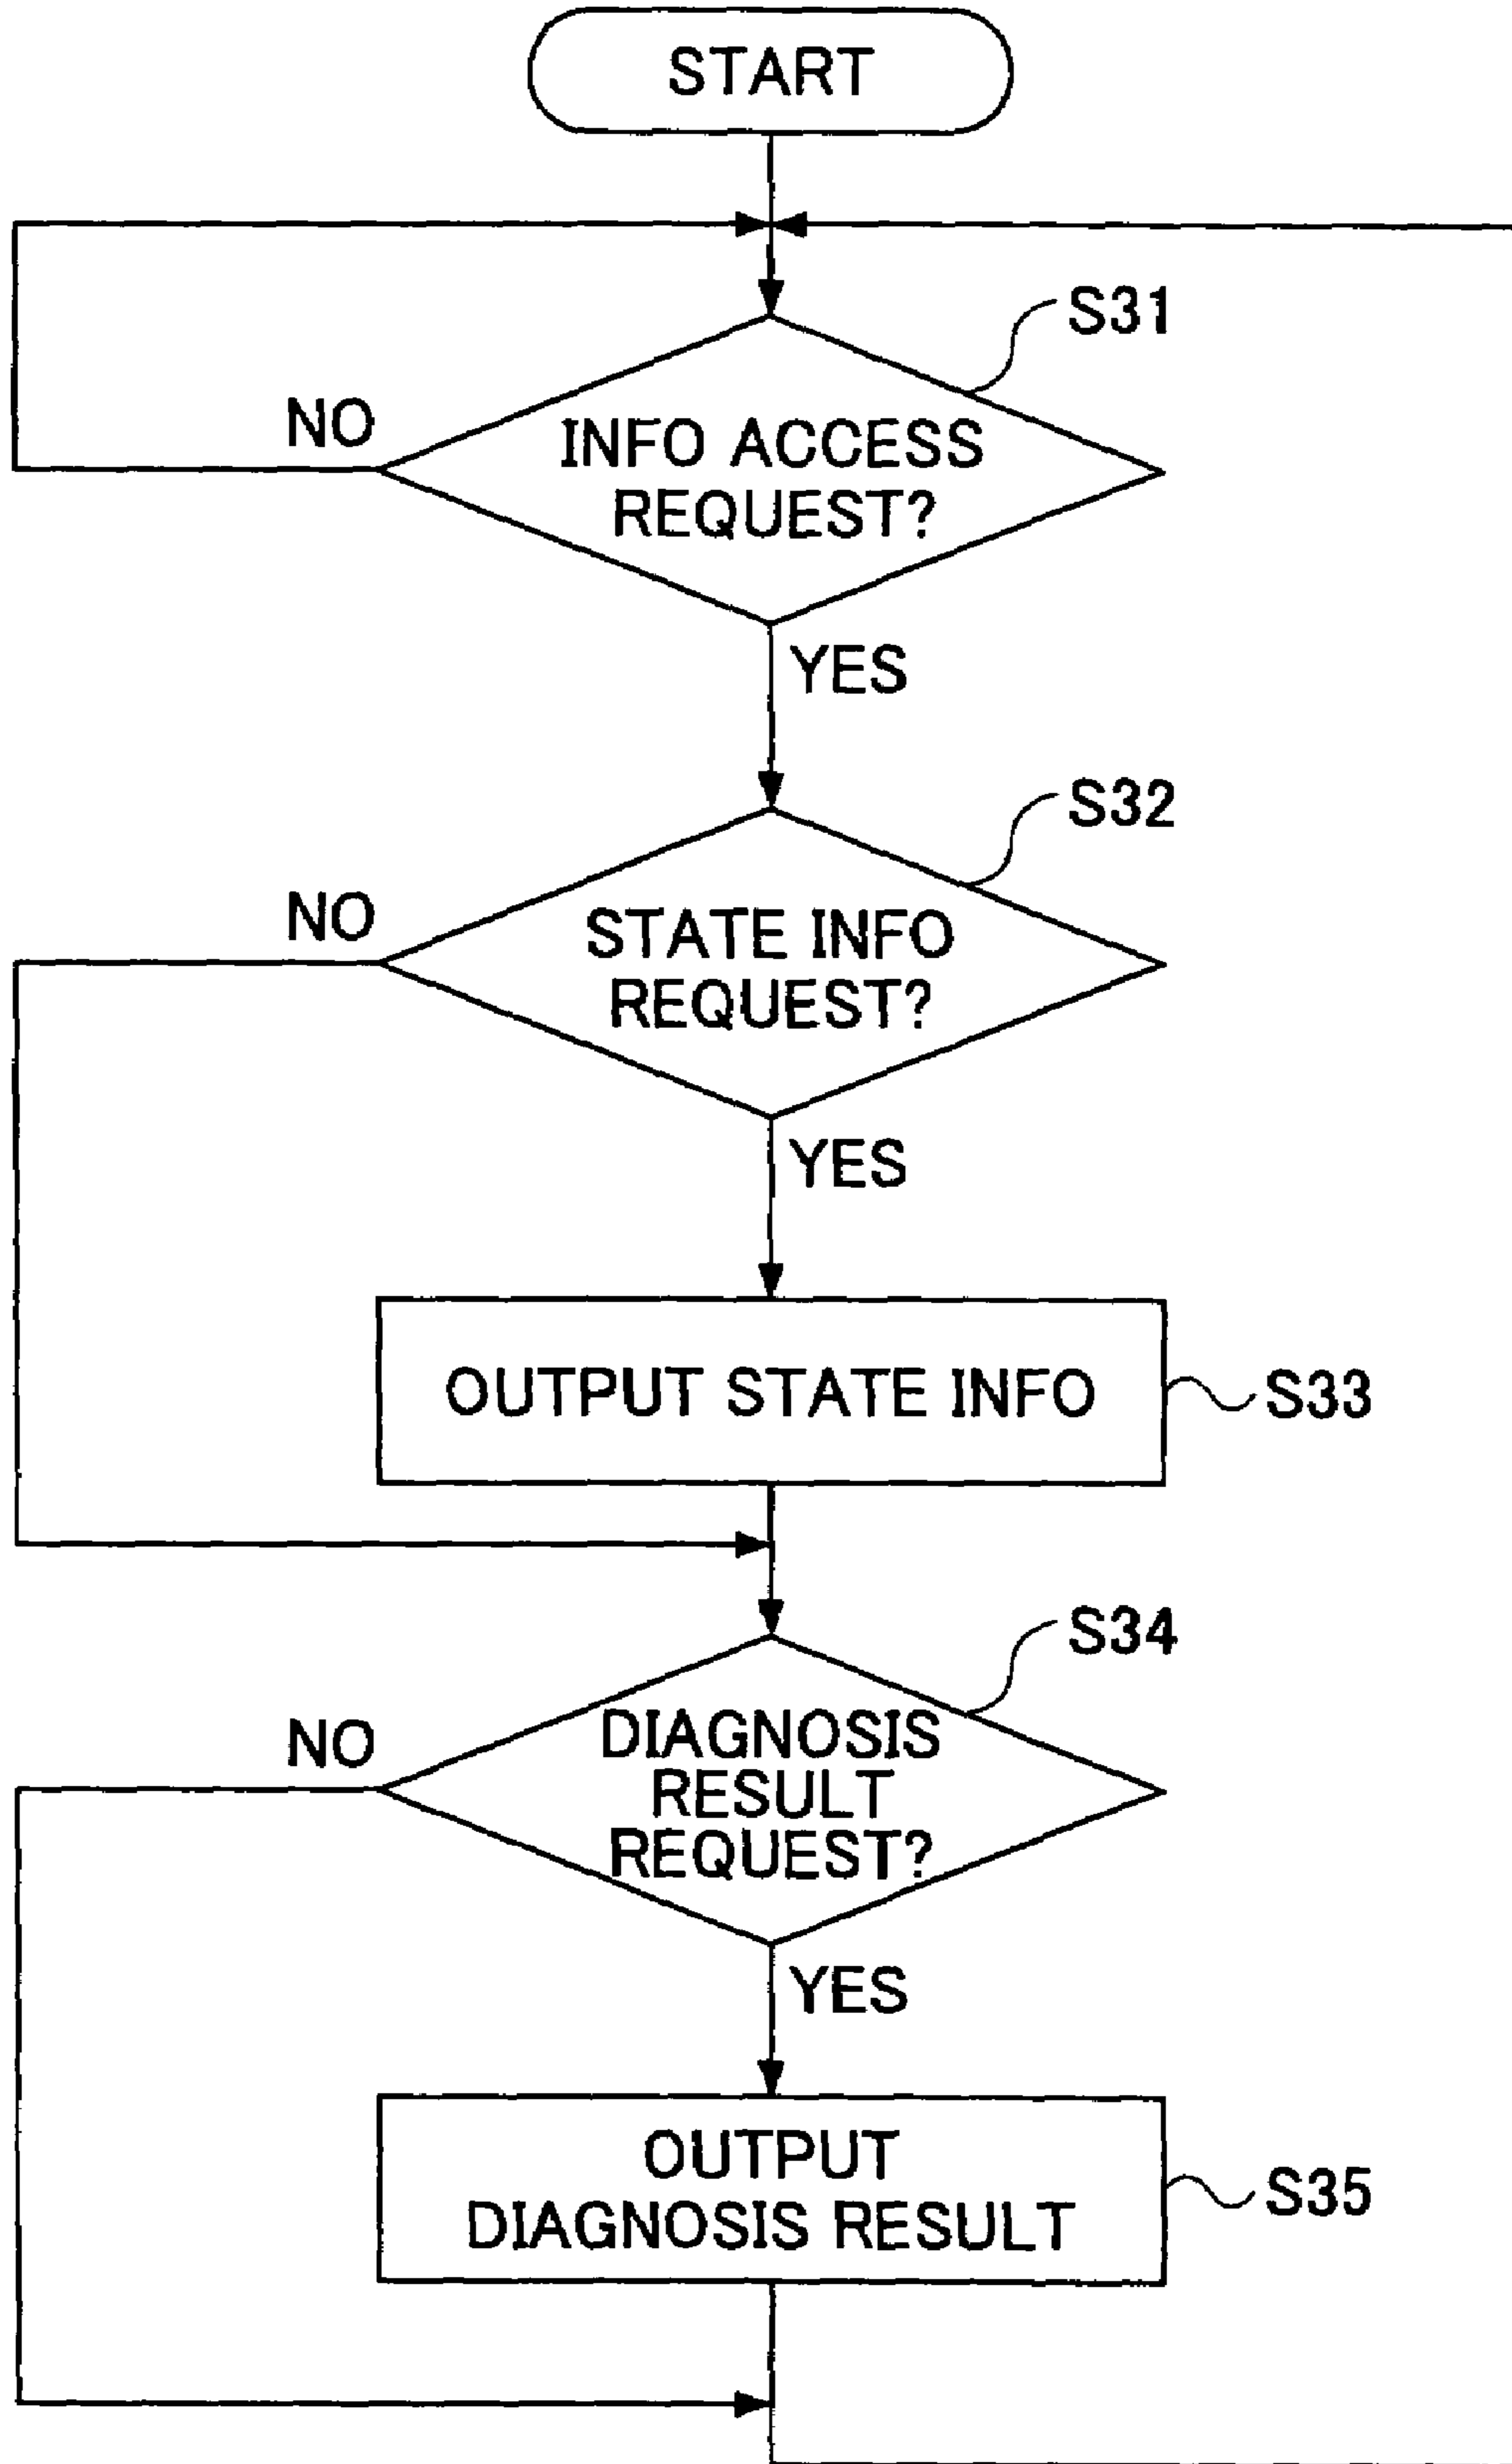 START
S31
NO
INFO ACCESS
REQUEST?
YES
S32
NO
STATE INFO
REQUEST?
YES
OUTPUT STATE INFO
S33
S34
NO
DIAGNOSIS
RESULT
REQUEST?
YES
OUTPUT
DIAGNOSIS RESULT
S35